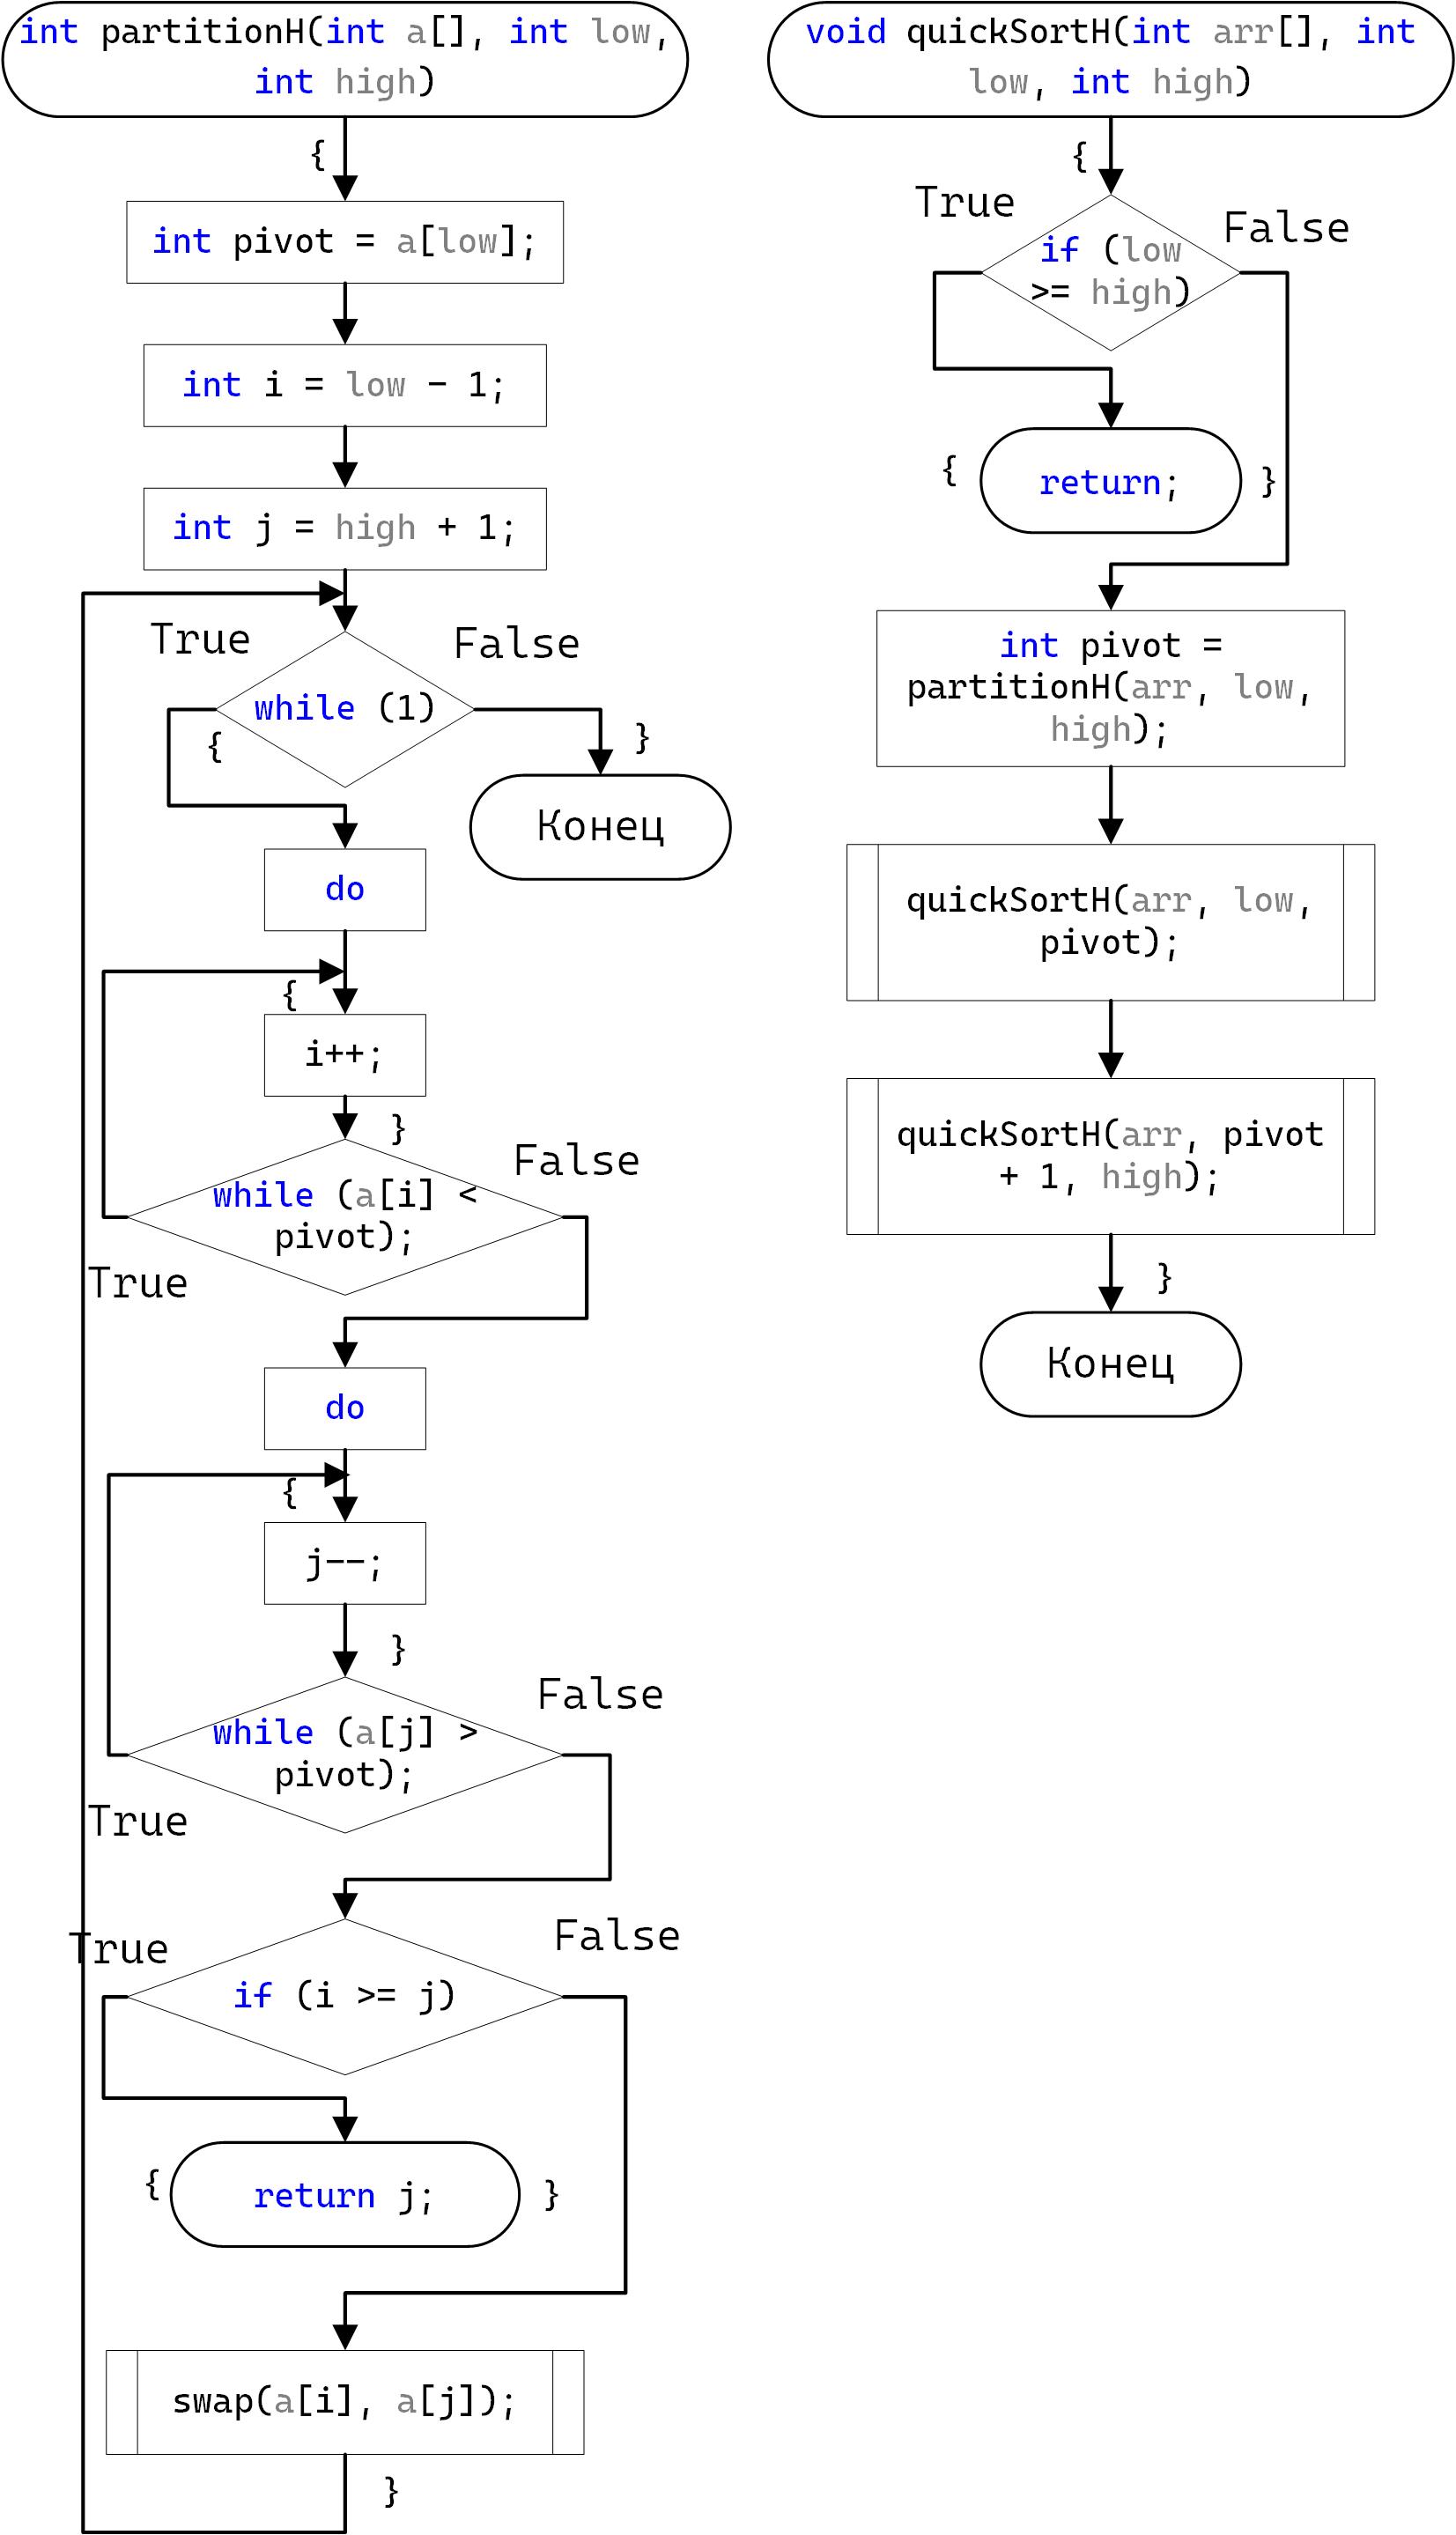 int partitionH(int a[], int low,
int high)
{
int pivot = a[low];
int i = low - 1;
int j = high + 1;
True
False
while (1)
{
}
Конец
do
{
i++;
}
False
while (a[i] <
pivot);
True
do
{
j--;
}
False
while (a[j] >
pivot);
True
True
False
if (i >= j)
{
return j;
}
swap(a[i], a[j]);
}
void quickSortH(int arr[], int
low, int high)
{
True
False
if (low
>= high)
{
return;
}
int pivot =
partitionH(arr, low,
high);
quickSortH(arr, low,
pivot);
quickSortH(arr, pivot
+ 1, high);
}
Конец